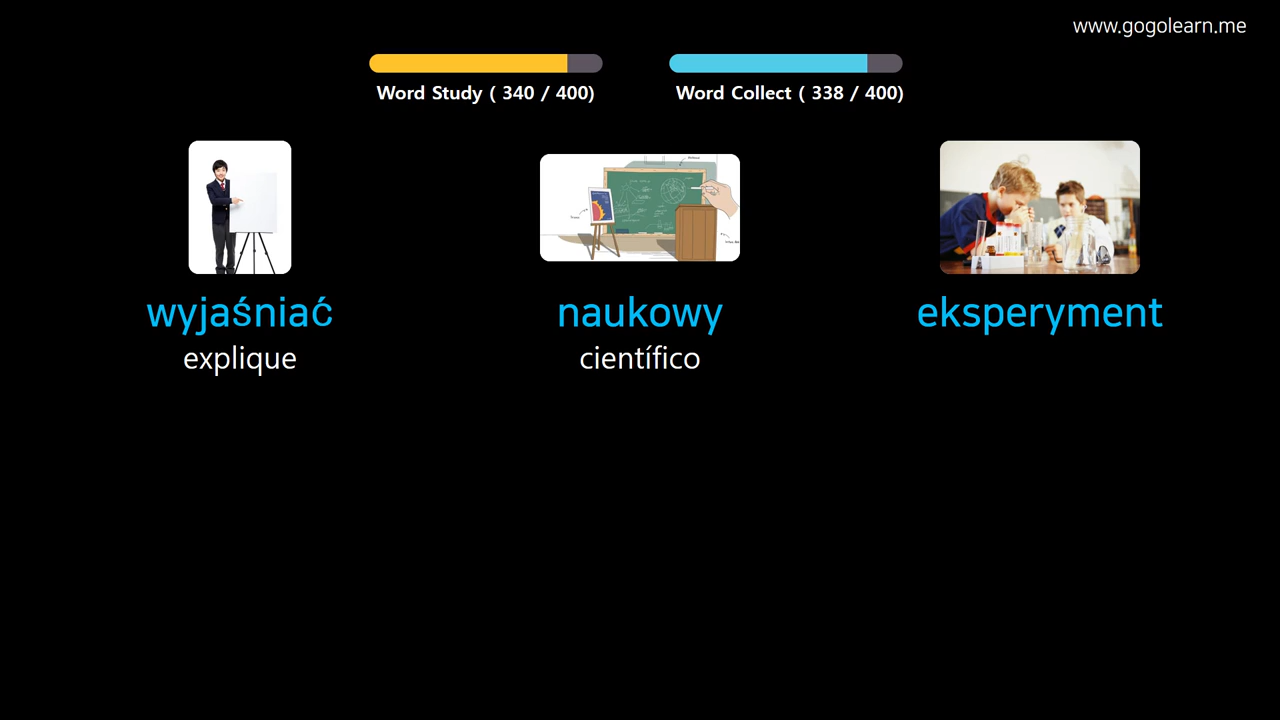 www.gogolearn.me
Word Study ( 340 / 400)
Word Collect ( 338 / 400)
wyjaśniać
naukowy
eksperyment
explique
científico